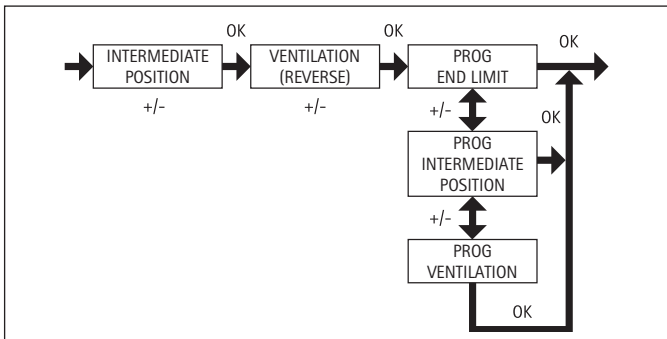 OK
OK
OK
INTERMEDIATE
POSITION
VENTILATION
(REVERSE)
PROG
END LIMIT
+/-
+/-
+/-
OK
PROG
INTERMEDIATE
POSITION
+/-
PROG
VENTILATION
OK